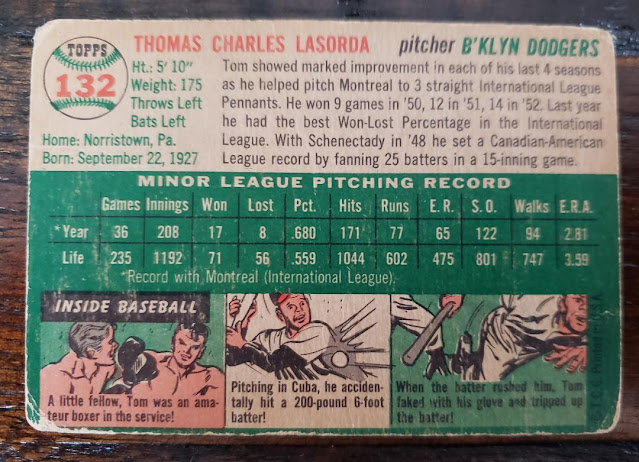 TOPPS
132
THOMAS CHARLES LASORDA pitcher B'KLYN DODGERS
Ht.: 5' 10"
Weight: 175
Throws Left
Bats Left
Home: Norristown, Pa.
Born: September 22, 1927
Tom showed marked improvement in each of his last 4 seasons
as he helped pitch Montreal to 3 straight International League
Pennants. He won 9 games in '50, 12 in '51, 14 in '52. Last year
he had the best Won-Lost Percentage in the International
League. With Schenectady in '48 he set a Canadian-American
League record by fanning 25 batters in a 15-inning game.
MINOR LEAGUE PITCHING RECORD
Games Innings Won Lost Pct. Hits Runs E.R. S.O. Walks E.R.A.
*Year 36 208 17 8 .680 171 77 65 122 94 2.81
Life 235 1192 71 56 .559 1044 602 475 801 747 3.59
*Record with Montreal (International League).
INSIDE BASEBALL
A little fellow, Tom was an ama-
teur boxer in the service!
Pitching in Cuba, he acciden-
tally hit a 200-pound 6-foot
batter!
When the batter rushed him, Tom
faked with his glove and tripped up
the batter!